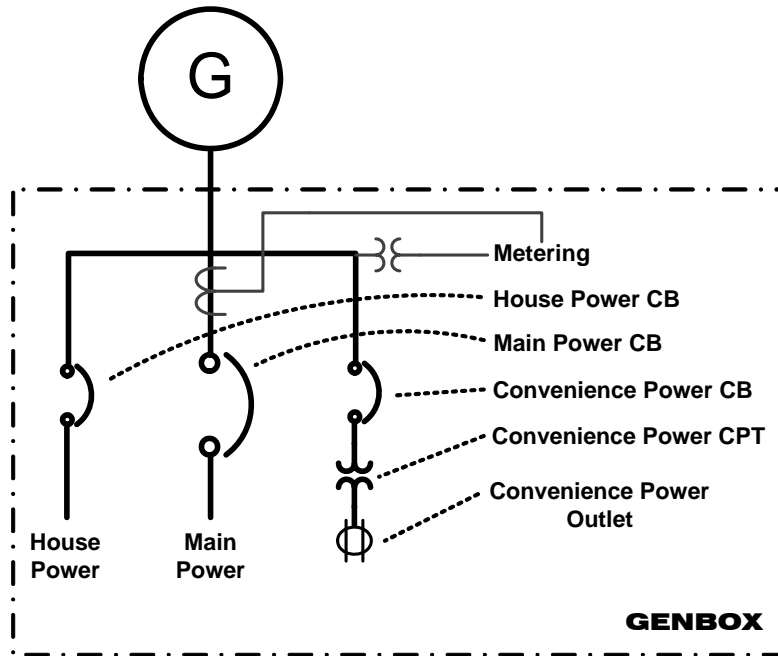 G
Metering
House Power CB
Main Power CB
Convenience Power CB
Convenience Power CPT
Convenience Power
Outlet
House
Power
Main
Power
GENBOX